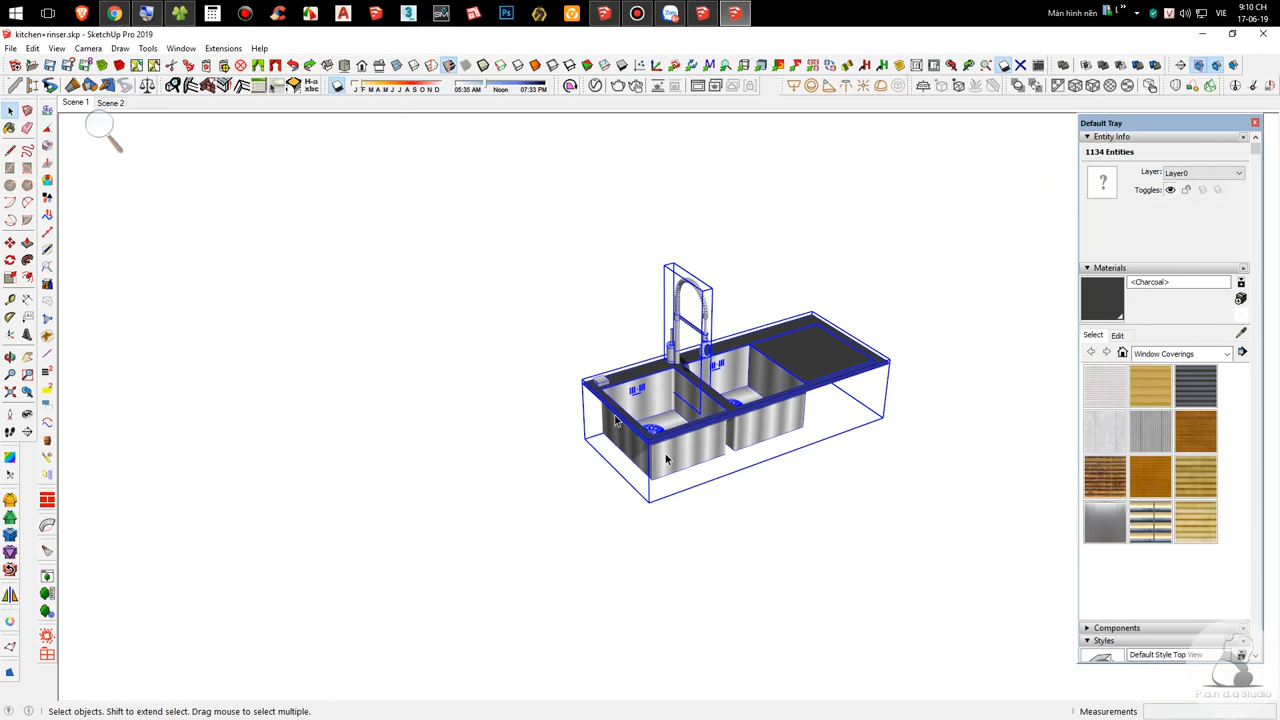 Màn hình nền
VIE
9:10 CH
17-06-19
kitchen+rinser.skp - SketchUp Pro 2019
File Edit View Camera Draw Tools Window Extensions Help
J F M A M J J A S O N D
05:35 AM Noon 07:33 PM
H-a
xbc
Scene 1 Scene 2
Default Tray
Entity Info
1134 Entities
Layer: Layer0
Toggles:
Materials
<Charcoal>
Select Edit
Window Coverings
Components
Styles
Default Style Top View
P.a.n.d.a Studio
Select objects. Shift to extend select. Drag mouse to select multiple.
Measurements